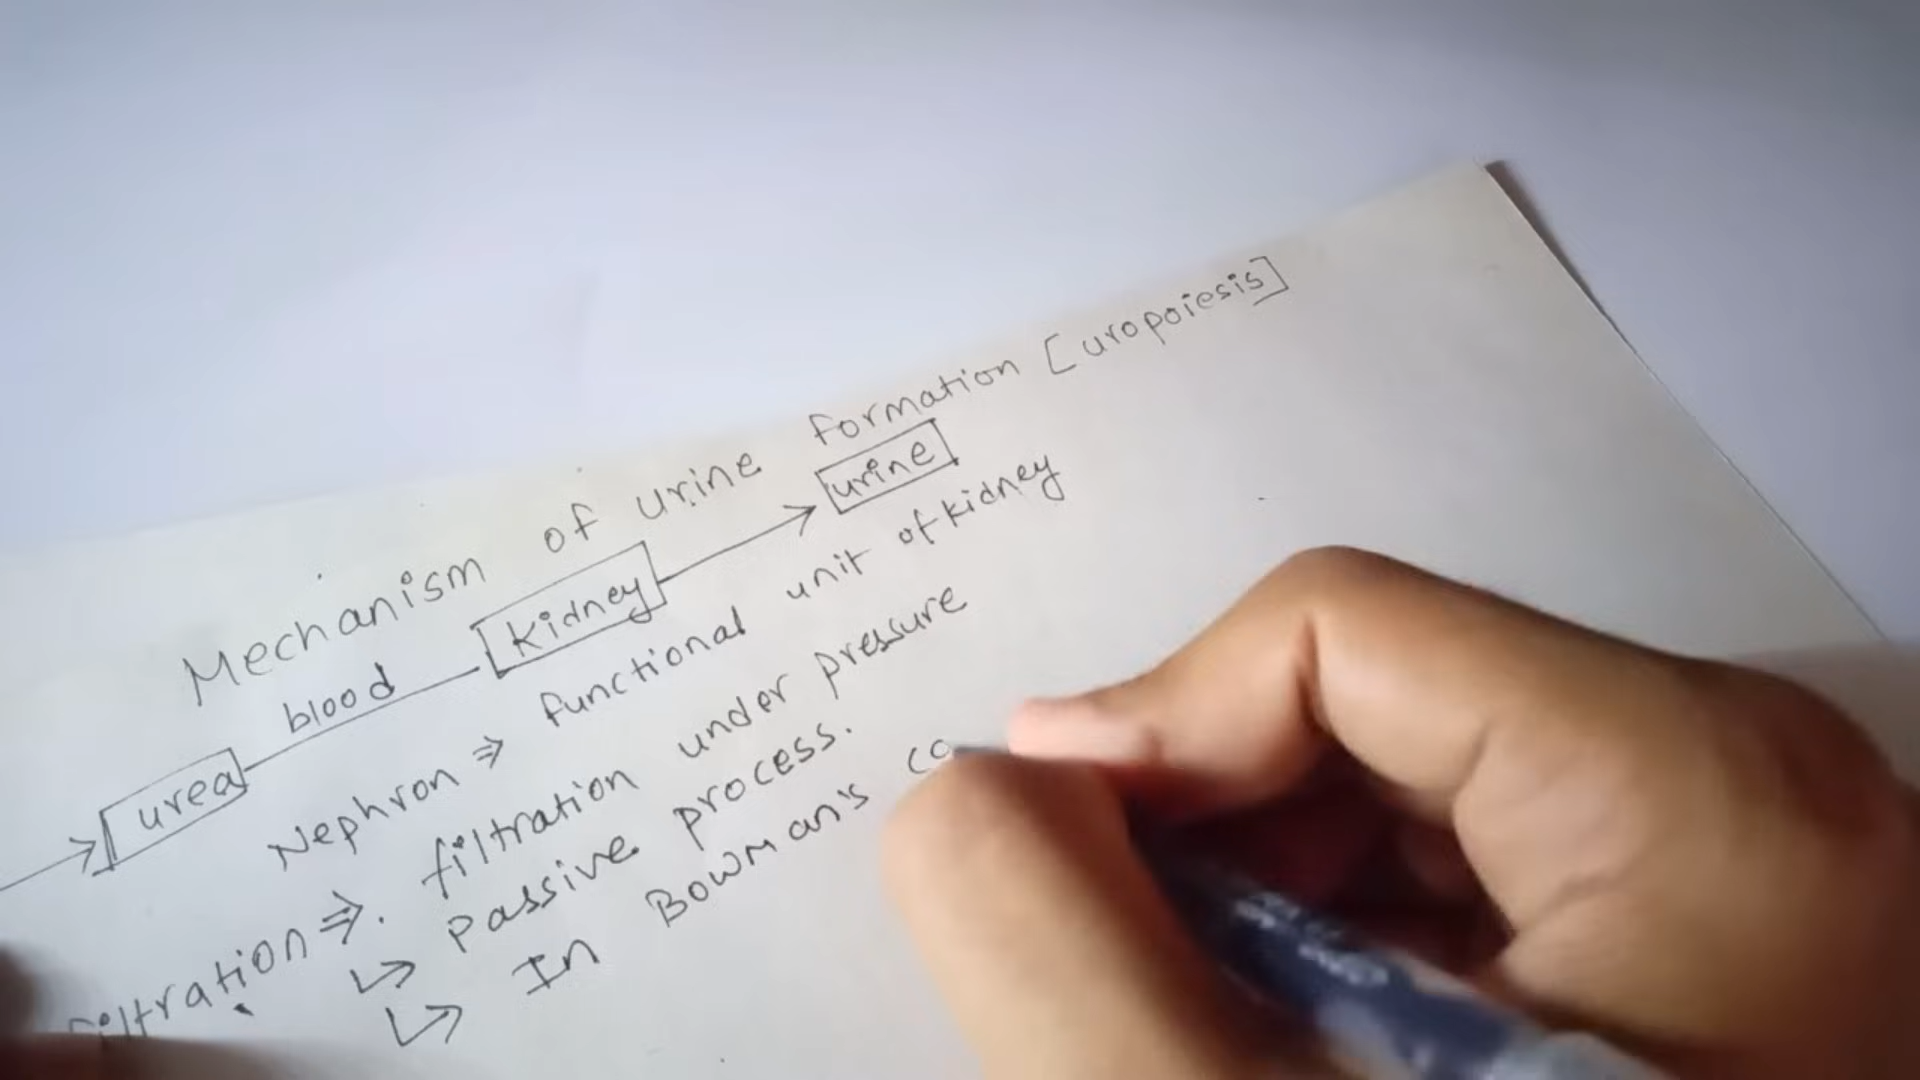 Mechanism of urine formation [uropoiesis]
urea blood kidney → urine
Nephron ⇒ functional unit of kidney
filtration ⇒. filtration under pressure
↳ Passive process.
↳ In Bowman's